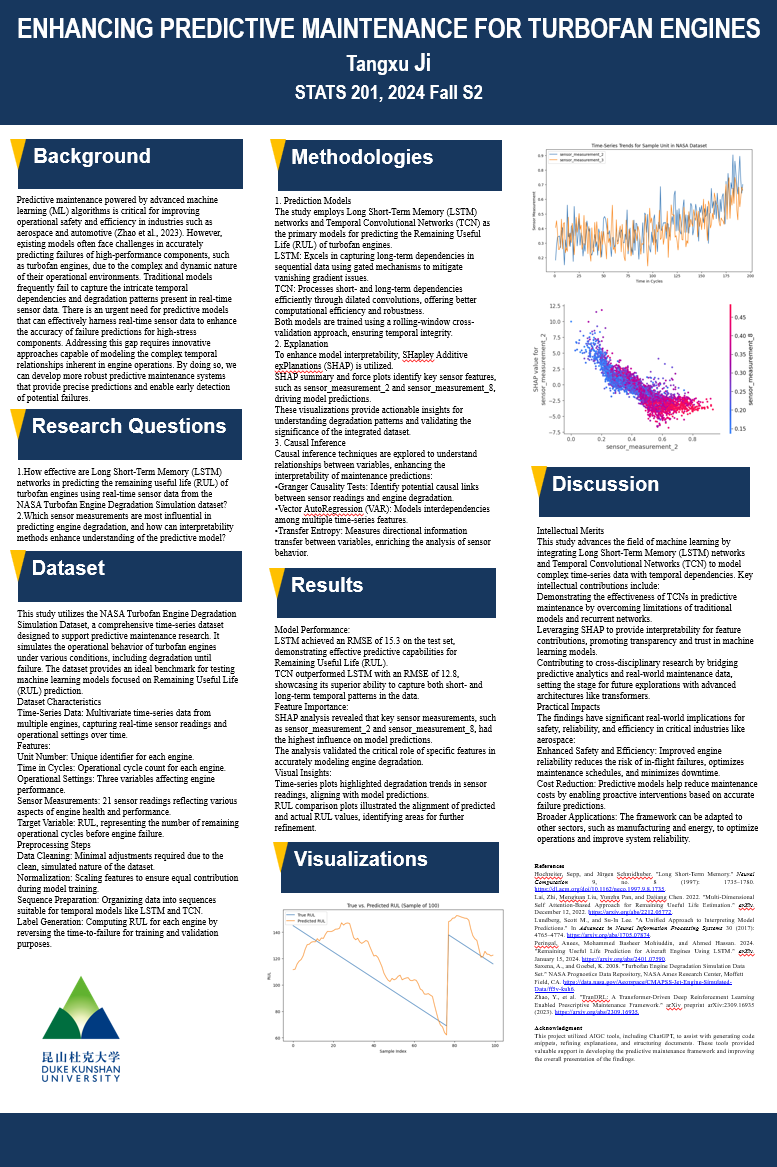 ENHANCING PREDICTIVE MAINTENANCE FOR TURBOFAN ENGINES
Tangxu Ji
STATS 201, 2024 Fall S2
Background
Predictive maintenance powered by advanced machine
learning (ML) algorithms is critical for improving
operational safety and efficiency in industries such as
aerospace and automotive (Zhao et al., 2023). However,
existing models often face challenges in accurately
predicting failures of high-performance components, such
as turbofan engines, due to the complex and dynamic nature
of their operational environments. Traditional models
frequently fail to capture the intricate temporal
dependencies and degradation patterns present in real-time
sensor data. There is an urgent need for predictive models
that can effectively harness real-time sensor data to enhance
the accuracy of failure predictions for high-stress
components. Addressing this gap requires innovative
approaches capable of modeling the complex temporal
relationships inherent in engine operations. By doing so, we
can develop more robust predictive maintenance systems
that provide precise predictions and enable early detection
of potential failures.
Research Questions
1.How effective are Long Short-Term Memory (LSTM)
networks in predicting the remaining useful life (RUL) of
turbofan engines using real-time sensor data from the
NASA Turbofan Engine Degradation Simulation dataset?
2.Which sensor measurements are most influential in
predicting engine degradation, and how can interpretability
methods enhance understanding of the predictive model?
Dataset
This study utilizes the NASA Turbofan Engine Degradation
Simulation Dataset, a comprehensive time-series dataset
designed to support predictive maintenance research. It
simulates the operational behavior of turbofan engines
under various conditions, including degradation until
failure. The dataset provides an ideal benchmark for testing
machine learning models focused on Remaining Useful Life
(RUL) prediction.
Dataset Characteristics
Time-Series Data: Multivariate time-series data from
multiple engines, capturing real-time sensor readings and
operational settings over time.
Features:
Unit Number: Unique identifier for each engine.
Time in Cycles: Operational cycle count for each engine.
Operational Settings: Three variables affecting engine
performance.
Sensor Measurements: 21 sensor readings reflecting various
aspects of engine health and performance.
Target Variable: RUL, representing the number of remaining
operational cycles before engine failure.
Preprocessing Steps
Data Cleaning: Minimal adjustments required due to the
clean, simulated nature of the dataset.
Normalization: Scaling features to ensure equal contribution
during model training.
Sequence Preparation: Organizing data into sequences
suitable for temporal models like LSTM and TCN.
Label Generation: Computing RUL for each engine by
reversing the time-to-failure for training and validation
purposes.
昆山杜克大学
DUKE KUNSHAN
UNIVERSITY
Methodologies
1. Prediction Models
The study employs Long Short-Term Memory (LSTM)
networks and Temporal Convolutional Networks (TCN) as
the primary models for predicting the Remaining Useful
Life (RUL) of turbofan engines.
LSTM: Excels in capturing long-term dependencies in
sequential data using gated mechanisms to mitigate
vanishing gradient issues.
TCN: Processes short- and long-term dependencies
efficiently through dilated convolutions, offering better
computational efficiency and robustness.
Both models are trained using a rolling-window cross-
validation approach, ensuring temporal integrity.
2. Explanation
To enhance model interpretability, SHapley Additive
exPlanations (SHAP) is utilized.
SHAP summary and force plots identify key sensor features,
such as sensor_measurement_2 and sensor_measurement_8,
driving model predictions.
These visualizations provide actionable insights for
understanding degradation patterns and validating the
significance of the integrated dataset.
3. Causal Inference
Causal inference techniques are explored to understand
relationships between variables, enhancing the
interpretability of maintenance predictions:
•Granger Causality Tests: Identify potential causal links
between sensor readings and engine degradation.
•Vector AutoRegression (VAR): Models interdependencies
among multiple time-series features.
•Transfer Entropy: Measures directional information
transfer between variables, enriching the analysis of sensor
behavior.
Results
Model Performance:
LSTM achieved an RMSE of 15.3 on the test set,
demonstrating effective predictive capabilities for
Remaining Useful Life (RUL).
TCN outperformed LSTM with an RMSE of 12.8,
showcasing its superior ability to capture both short- and
long-term temporal patterns in the data.
Feature Importance:
SHAP analysis revealed that key sensor measurements, such
as sensor_measurement_2 and sensor_measurement_8, had
the highest influence on model predictions.
The analysis validated the critical role of specific features in
accurately modeling engine degradation.
Visual Insights:
Time-series plots highlighted degradation trends in sensor
readings, aligning with model predictions.
RUL comparison plots illustrated the alignment of predicted
and actual RUL values, identifying areas for further
refinement.
Visualizations
True vs. Predicted RUL (Sample of 100)
True RUL
Predicted RUL
RUL
140
120
100
80
60
0 20 40 60 80 100
Sample Index
Time-Series Trends for Sample Unit in NASA Dataset
sensor_measurement_2
sensor_measurement_3
Sensor Measurement
0.9
0.8
0.7
0.6
0.5
0.4
0.3
0.2
0 25 50 75 100 125 150 175 200
Time in Cycles
SHAP value for
sensor_measurement_2
12.5
10.0
7.5
5.0
2.5
0.0
−2.5
−5.0
−7.5
0.0 0.2 0.4 0.6 0.8
sensor_measurement_2
0.45
0.40
0.35
0.30
0.25
0.20
0.15
sensor_measurement_8
Discussion
Intellectual Merits
This study advances the field of machine learning by
integrating Long Short-Term Memory (LSTM) networks
and Temporal Convolutional Networks (TCN) to model
complex time-series data with temporal dependencies. Key
intellectual contributions include:
Demonstrating the effectiveness of TCNs in predictive
maintenance by overcoming limitations of traditional
models and recurrent networks.
Leveraging SHAP to provide interpretability for feature
contributions, promoting transparency and trust in machine
learning models.
Contributing to cross-disciplinary research by bridging
predictive analytics and real-world maintenance data,
setting the stage for future explorations with advanced
architectures like transformers.
Practical Impacts
The findings have significant real-world implications for
safety, reliability, and efficiency in critical industries like
aerospace:
Enhanced Safety and Efficiency: Improved engine
reliability reduces the risk of in-flight failures, optimizes
maintenance schedules, and minimizes downtime.
Cost Reduction: Predictive models help reduce maintenance
costs by enabling proactive interventions based on accurate
failure predictions.
Broader Applications: The framework can be adapted to
other sectors, such as manufacturing and energy, to optimize
operations and improve system reliability.
References
Hochreiter, Sepp, and Jürgen Schmidhuber. "Long Short-Term Memory." Neural
Computation 9, no. 8 (1997): 1735–1780.
https://dl.acm.org/doi/10.1162/neco.1997.9.8.1735.
Lai, Zhi, Mengnan Liu, Yunzhu Pan, and Dajiang Chen. 2022. "Multi-Dimensional
Self Attention-Based Approach for Remaining Useful Life Estimation." arXiv.
December 12, 2022. https://arxiv.org/abs/2212.05772.
Lundberg, Scott M., and Su-In Lee. "A Unified Approach to Interpreting Model
Predictions." In Advances in Neural Information Processing Systems 30 (2017):
4765–4774. https://arxiv.org/abs/1705.07874.
Peringal, Anees, Mohammed Basheer Mohiuddin, and Ahmed Hassan. 2024.
"Remaining Useful Life Prediction for Aircraft Engines Using LSTM." arXiv.
January 15, 2024. https://arxiv.org/abs/2401.07590.
Saxena, A., and Goebel, K. 2008. "Turbofan Engine Degradation Simulation Data
Set." NASA Prognostics Data Repository, NASA Ames Research Center, Moffett
Field, CA. https://data.nasa.gov/Aerospace/CMAPSS-Jet-Engine-Simulated-
Data/ff5v-kuh6.
Zhao, Y., et al. "TranDRL: A Transformer-Driven Deep Reinforcement Learning
Enabled Prescriptive Maintenance Framework." arXiv preprint arXiv:2309.16935
(2023). https://arxiv.org/abs/2309.16935.
Acknowledgment
This project utilized AIGC tools, including ChatGPT, to assist with generating code
snippets, refining explanations, and structuring documents. These tools provided
valuable support in developing the predictive maintenance framework and improving
the overall presentation of the findings.